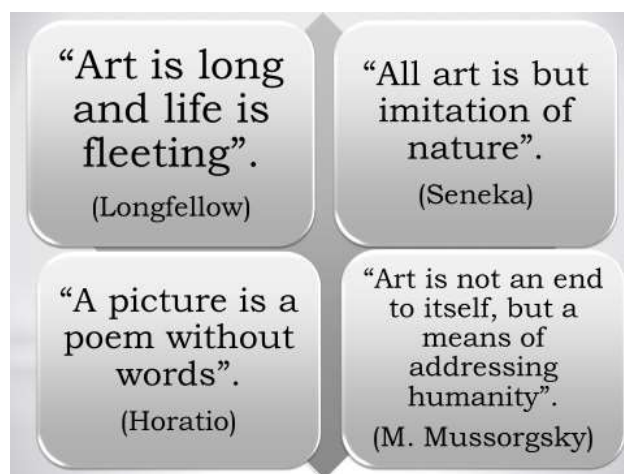 “Art is long
and life is
fleeting”.
(Longfellow)
“All art is but
imitation of
nature”.
(Seneka)
“A picture is a
poem without
words”.
(Horatio)
“Art is not an end
to itself, but a
means of
addressing
humanity”.
(M. Mussorgsky)